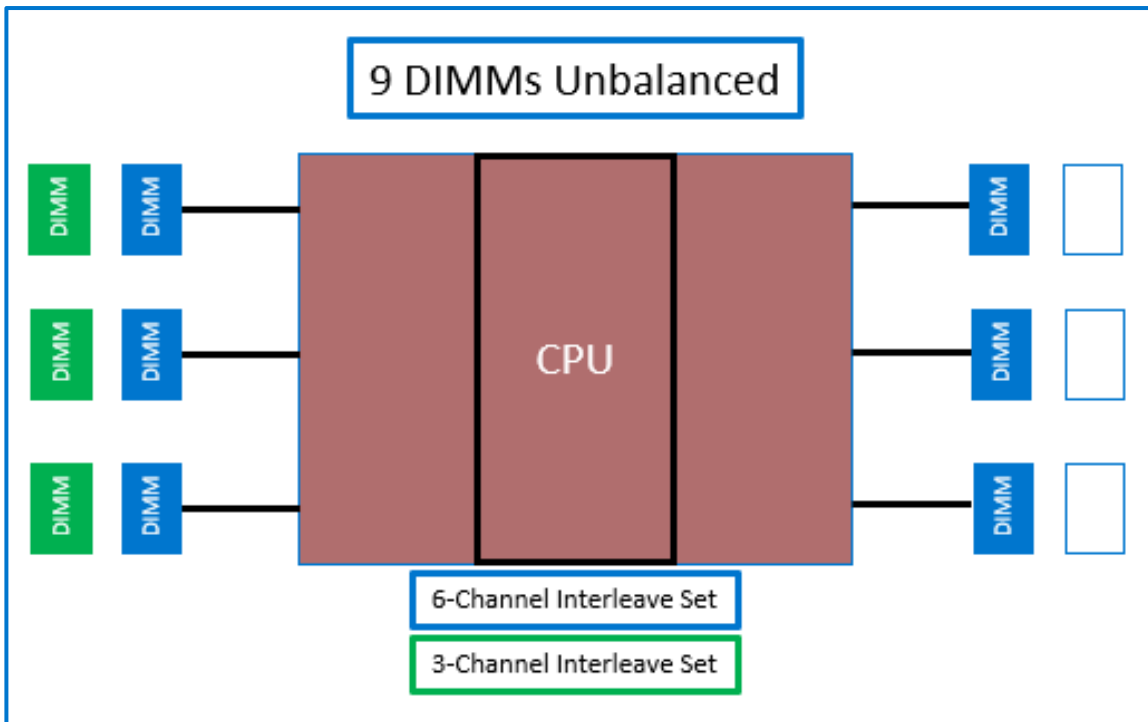 9 DIMMs Unbalanced
DIMM
DIMM
DIMM
DIMM
DIMM
CPU
DIMM
DIMM
DIMM
DIMM
6-Channel Interleave Set
3-Channel Interleave Set